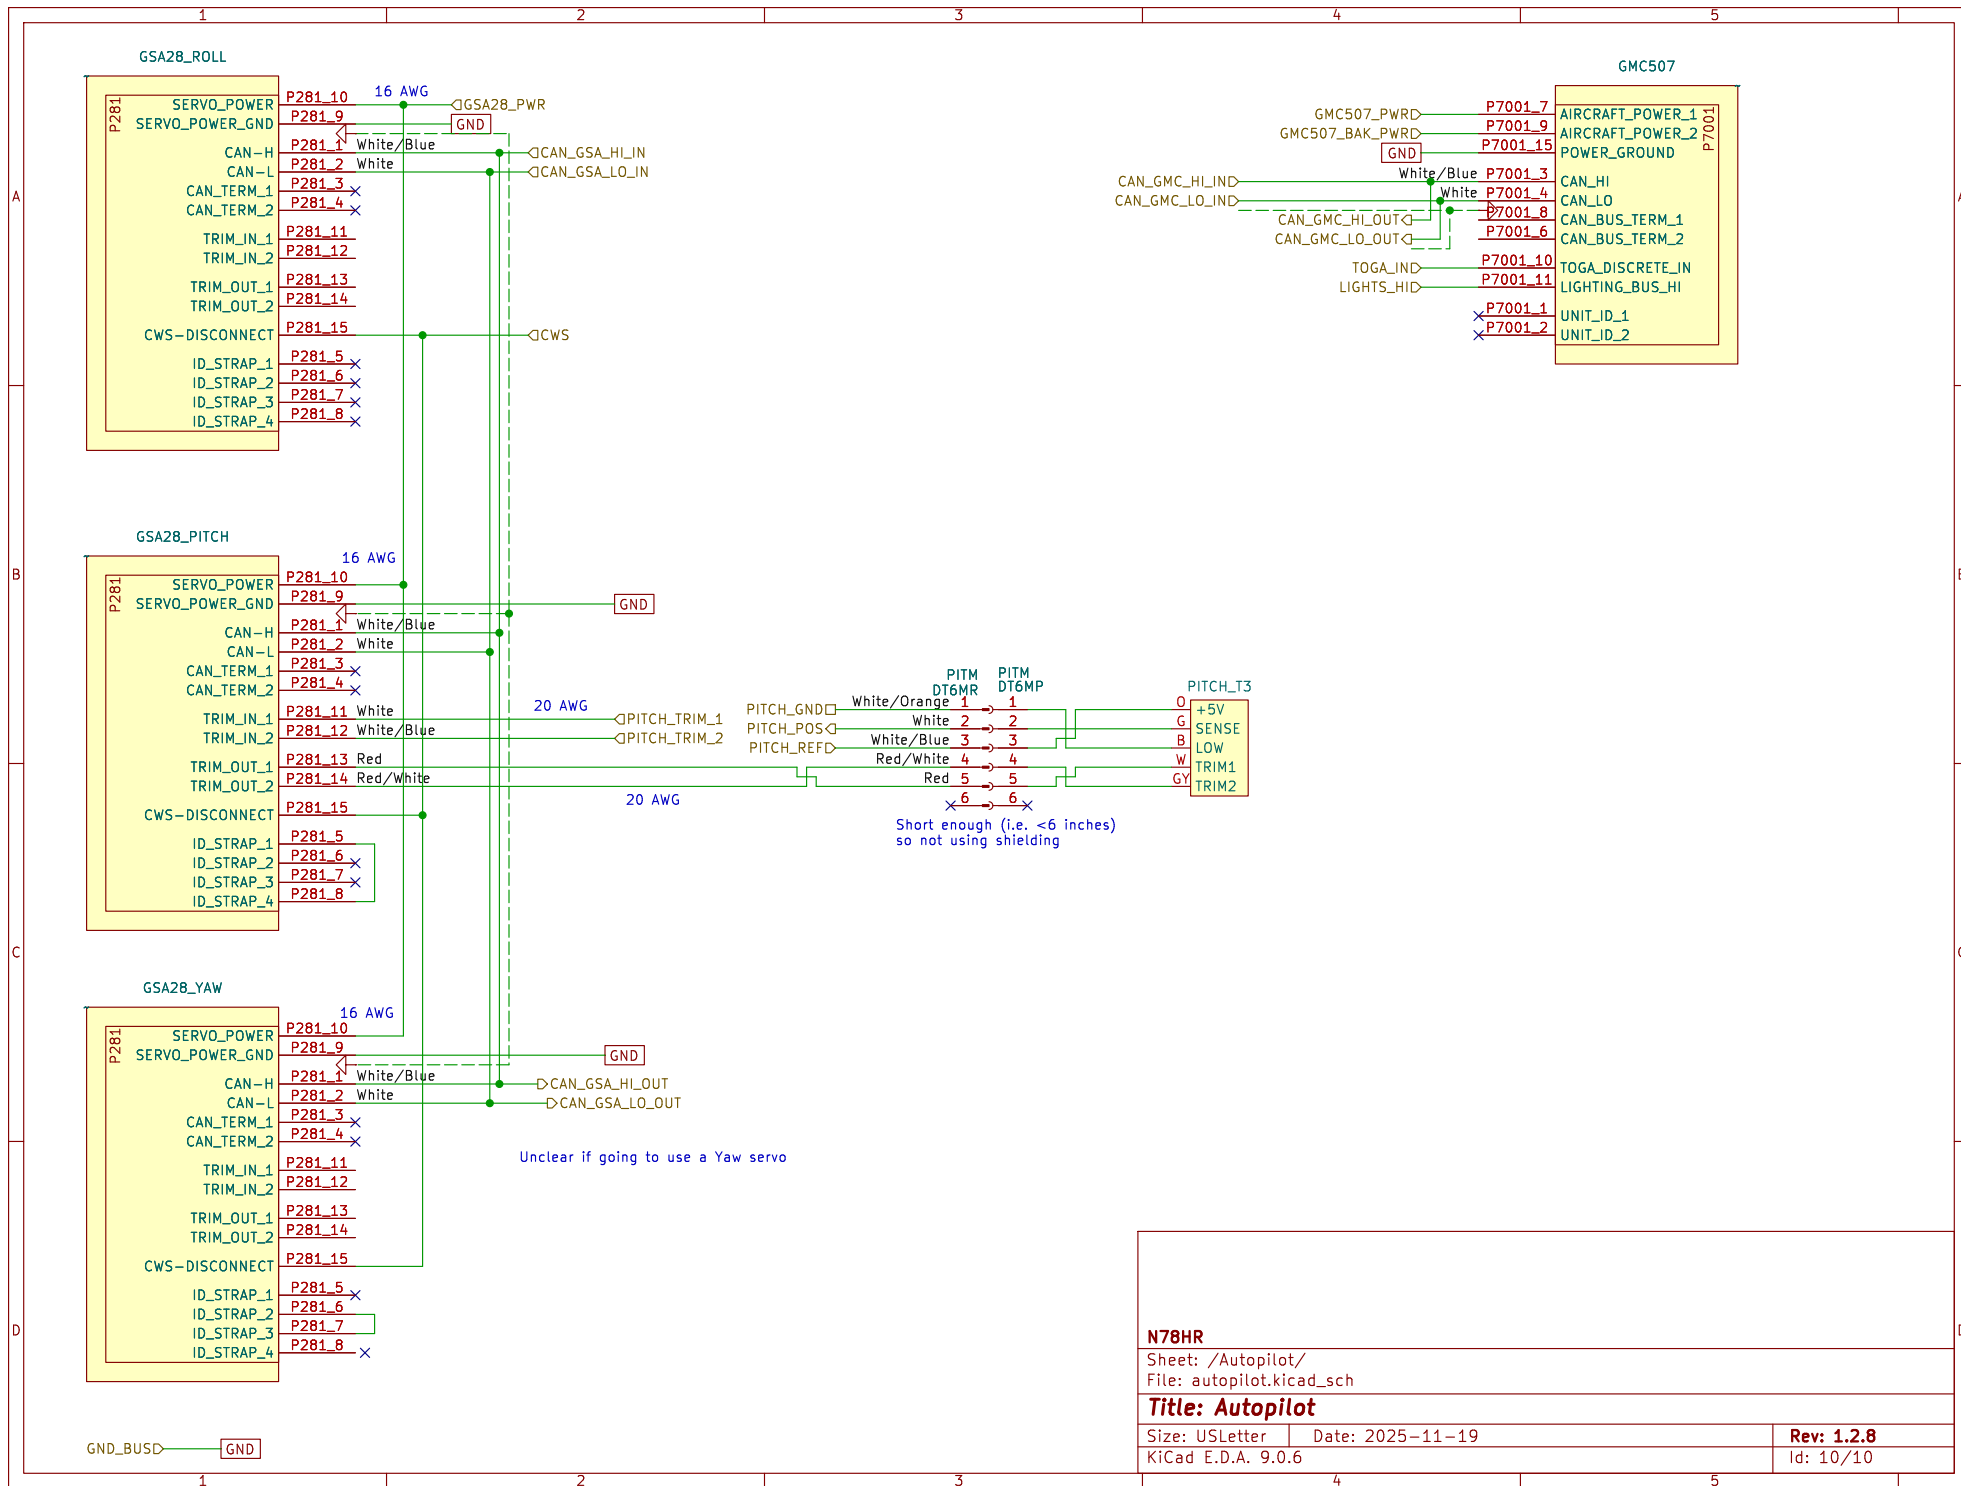 1 2 3 4 5
A
B
C
D
GSA28_ROLL
P281
16 AWG
SERVO_POWER P281_10 GSA28_PWR
SERVO_POWER_GND P281_9 GND
CAN-H P281_1 White/Blue CAN_GSA_HI_IN
CAN-L P281_2 White CAN_GSA_LO_IN
CAN_TERM_1 P281_3
CAN_TERM_2 P281_4
TRIM_IN_1 P281_11
TRIM_IN_2 P281_12
TRIM_OUT_1 P281_13
TRIM_OUT_2 P281_14
CWS-DISCONNECT P281_15 CWS
ID_STRAP_1 P281_5
ID_STRAP_2 P281_6
ID_STRAP_3 P281_7
ID_STRAP_4 P281_8
GMC507
P7001
GMC507_PWR P7001_7 AIRCRAFT_POWER_1
GMC507_BAK_PWR P7001_9 AIRCRAFT_POWER_2
GND P7001_15 POWER_GROUND
CAN_GMC_HI_IN White/Blue P7001_3 CAN_HI
CAN_GMC_LO_IN White P7001_4 CAN_LO
CAN_GMC_HI_OUT P7001_8 CAN_BUS_TERM_1
CAN_GMC_LO_OUT P7001_6 CAN_BUS_TERM_2
TOGA_IN P7001_10 TOGA_DISCRETE_IN
LIGHTS_HI P7001_11 LIGHTING_BUS_HI
P7001_1 UNIT_ID_1
P7001_2 UNIT_ID_2
GSA28_PITCH
P281
16 AWG
SERVO_POWER P281_10
SERVO_POWER_GND P281_9 GND
CAN-H P281_1 White/Blue
CAN-L P281_2 White
CAN_TERM_1 P281_3
CAN_TERM_2 P281_4
20 AWG
TRIM_IN_1 P281_11 White PITCH_TRIM_1
TRIM_IN_2 P281_12 White/Blue PITCH_TRIM_2
TRIM_OUT_1 P281_13 Red
TRIM_OUT_2 P281_14 Red/White
20 AWG
CWS-DISCONNECT P281_15
ID_STRAP_1 P281_5
ID_STRAP_2 P281_6
ID_STRAP_3 P281_7
ID_STRAP_4 P281_8
PITM PITM
DT6MR DT6MP
PITCH_T3
PITCH_GND White/Orange 1 1 O +5V
PITCH_POS White 2 2 G SENSE
PITCH_REF White/Blue 3 3 B LOW
Red/White 4 4 W TRIM1
Red 5 5 GY TRIM2
6 6
Short enough (i.e. <6 inches)
so not using shielding
GSA28_YAW
P281
16 AWG
SERVO_POWER P281_10
SERVO_POWER_GND P281_9 GND
CAN-H P281_1 White/Blue CAN_GSA_HI_OUT
CAN-L P281_2 White CAN_GSA_LO_OUT
CAN_TERM_1 P281_3
CAN_TERM_2 P281_4
Unclear if going to use a Yaw servo
TRIM_IN_1 P281_11
TRIM_IN_2 P281_12
TRIM_OUT_1 P281_13
TRIM_OUT_2 P281_14
CWS-DISCONNECT P281_15
ID_STRAP_1 P281_5
ID_STRAP_2 P281_6
ID_STRAP_3 P281_7
ID_STRAP_4 P281_8
GND_BUS GND
N78HR
Sheet: /Autopilot/
File: autopilot.kicad_sch
Title: Autopilot
Size: USLetter Date: 2025-11-19 Rev: 1.2.8
KiCad E.D.A. 9.0.6 Id: 10/10
1 2 3 4 5